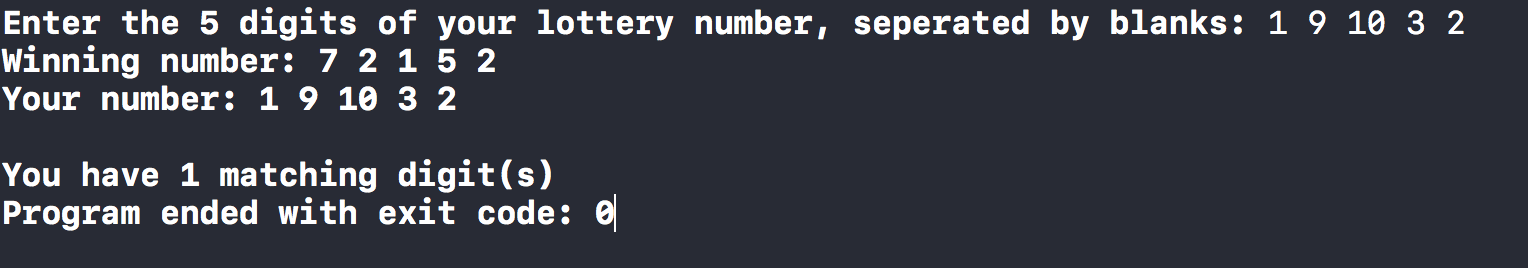 Enter the 5 digits of your lottery number, seperated by blanks: 1 9 10 3 2
Winning number: 7 2 1 5 2
Your number: 1 9 10 3 2
You have 1 matching digit(s)
Program ended with exit code: 0